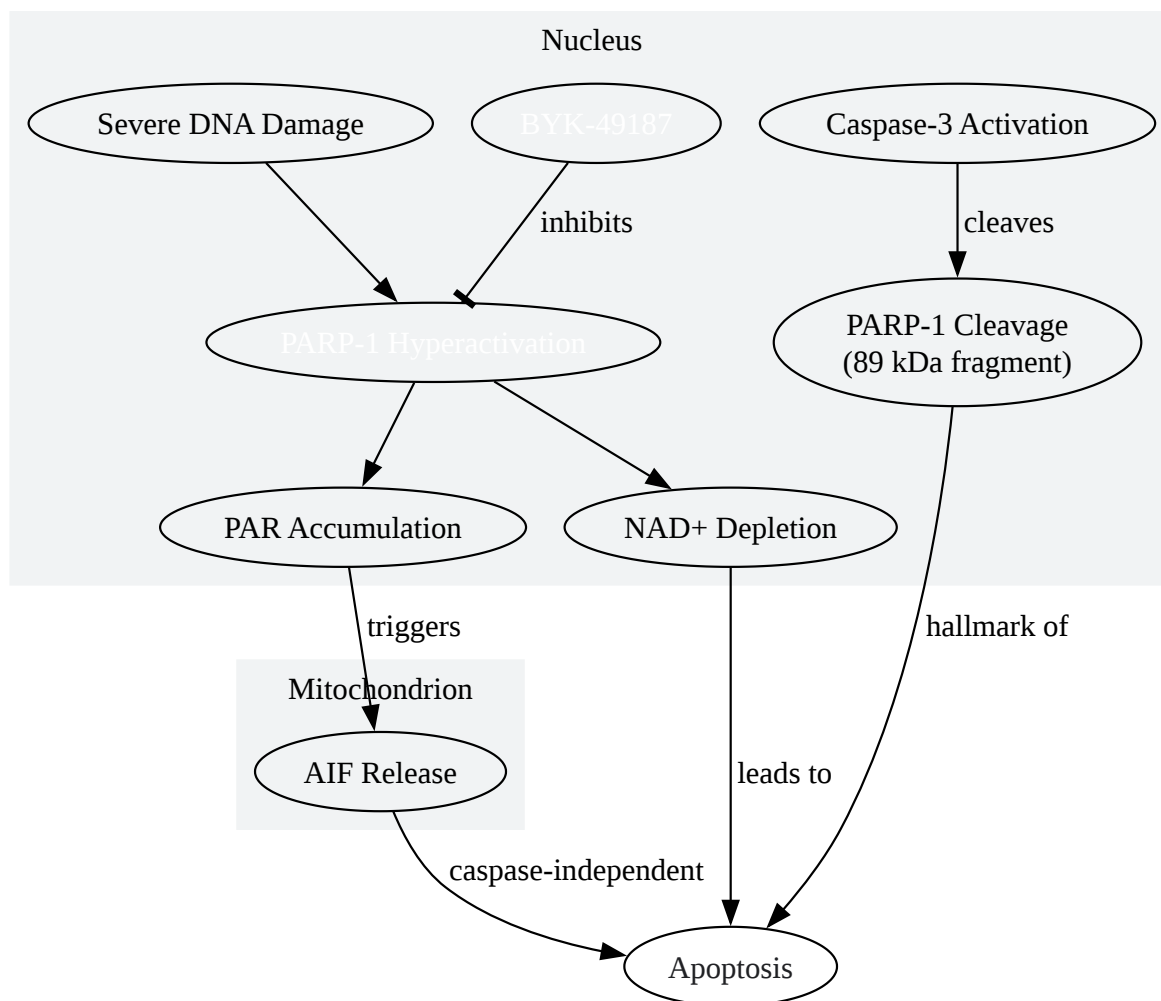 Nucleus
Severe DNA Damage
BYK-49187
Caspase-3 Activation
inhibits
cleaves
PARP-1 Hyperactivation
PARP-1 Cleavage
(89 kDa fragment)
PAR Accumulation
NAD+ Depletion
triggers
hallmark of
Mitochondrion
AIF Release
leads to
caspase-independent
Apoptosis